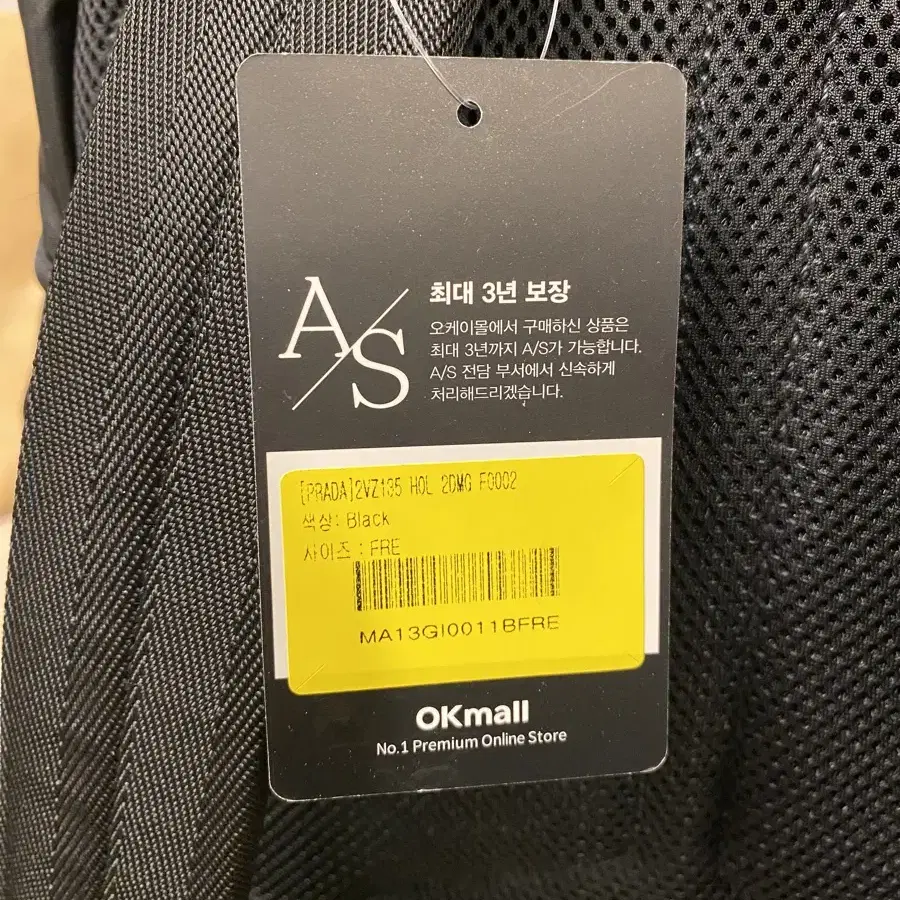 A/S
최대 3년 보장
오케이몰에서 구매하신 상품은
최대 3년까지 A/S가 가능합니다.
A/S 전담 부서에서 신속하게
처리해드리겠습니다.
[PRADA]2VZ135 HOL 2DMG F0002
색상: Black
사이즈 : FRE
MA13GI0011BFRE
OKmall
No.1 Premium Online Store